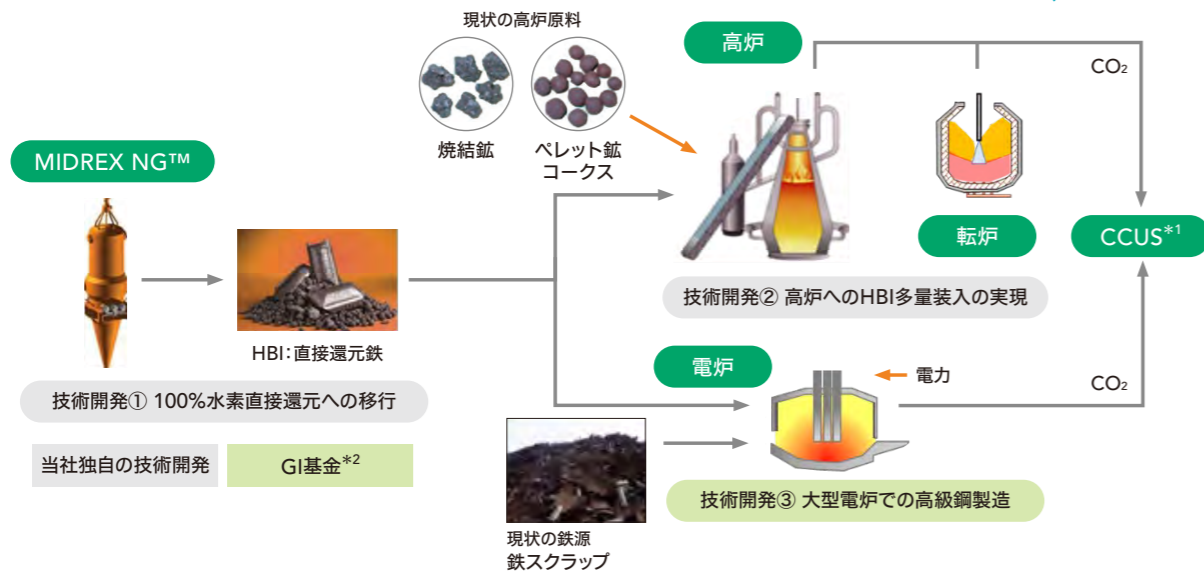 現状の高炉原料
焼結鉱
ペレット鉱
コークス
高炉
CO2
MIDREX NG™
転炉
CCUS*1
技術開発② 高炉へのHBI多量装入の実現
HBI：直接還元鉄
電炉
電力
CO2
技術開発① 100%水素直接還元への移行
当社独自の技術開発
GI基金*2
技術開発③ 大型電炉での高級鋼製造
現状の鉄源
鉄スクラップ